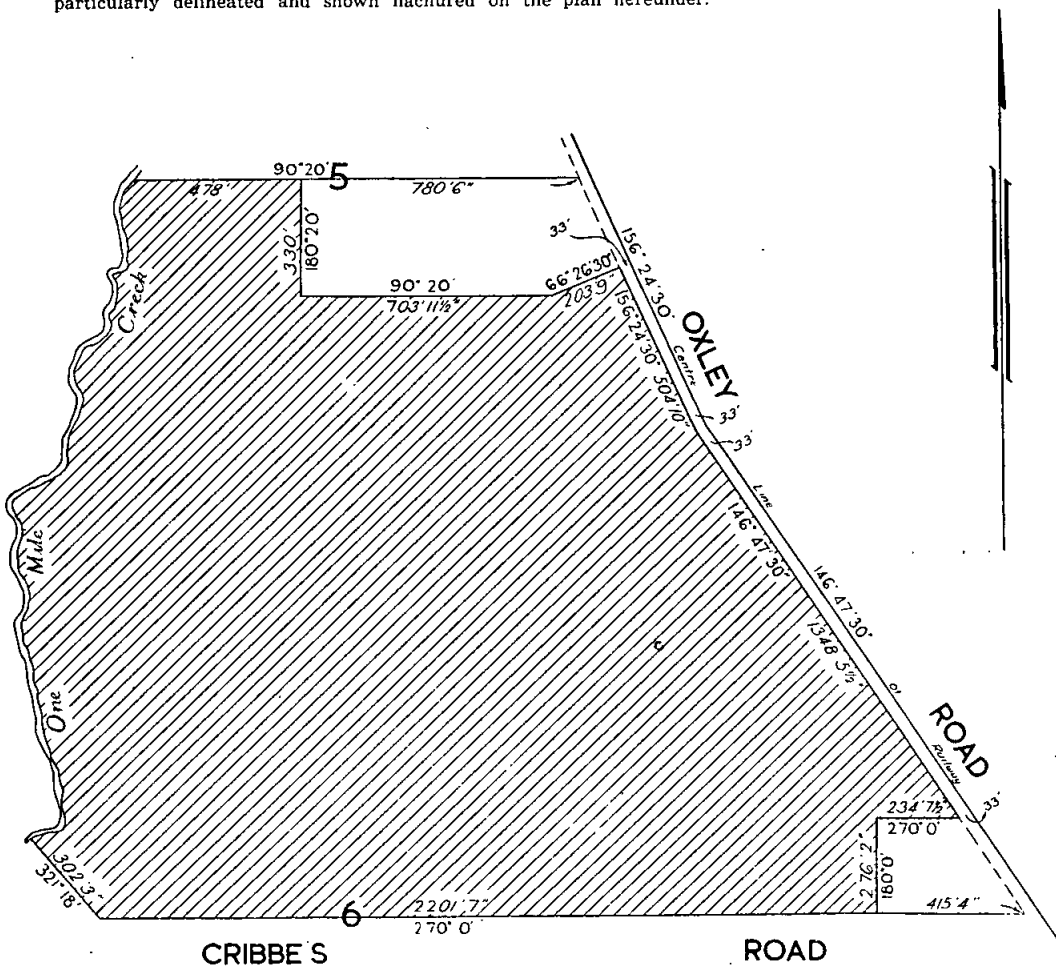 particularly delineated and shown hachured on the plan hereunder.
90°20'
5
478'
780'6"
330'
180°20'
33'
90° 20'
703'11½"
66°26'30"
203'9"
156° 24' 30"
156° 24' 30"
504'10"
OXLEY
Centre
33'
33'
Line
Creek
Mile
One
146° 47' 30"
146° 47' 30"
1348' 5½"
of
ROAD
Railway
33'
234'7½"
270°0'
276'2"
180°0'
302'3"
321°18'
6
2201'7"
270° 0'
415'4"
CRIBBE'S ROAD